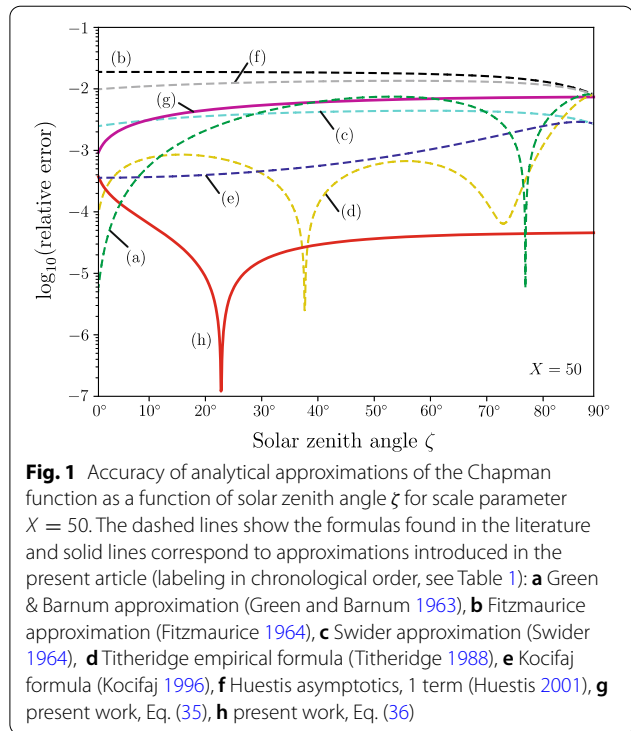 −1
−2
−3
−4
−5
−6
−7
log₁₀(relative error)
(b)
(f)
(g)
(c)
(e)
(d)
(a)
(h)
X = 50
0° 10° 20° 30° 40° 50° 60° 70° 80° 90°
Solar zenith angle ζ
Fig. 1 Accuracy of analytical approximations of the Chapman
function as a function of solar zenith angle ζ for scale parameter
X = 50. The dashed lines show the formulas found in the literature
and solid lines correspond to approximations introduced in the
present article (labeling in chronological order, see Table 1): a Green
& Barnum approximation (Green and Barnum 1963), b Fitzmaurice
approximation (Fitzmaurice 1964), c Swider approximation (Swider
1964), d Titheridge empirical formula (Titheridge 1988), e Kocifaj
formula (Kocifaj 1996), f Huestis asymptotics, 1 term (Huestis 2001), g
present work, Eq. (35), h present work, Eq. (36)